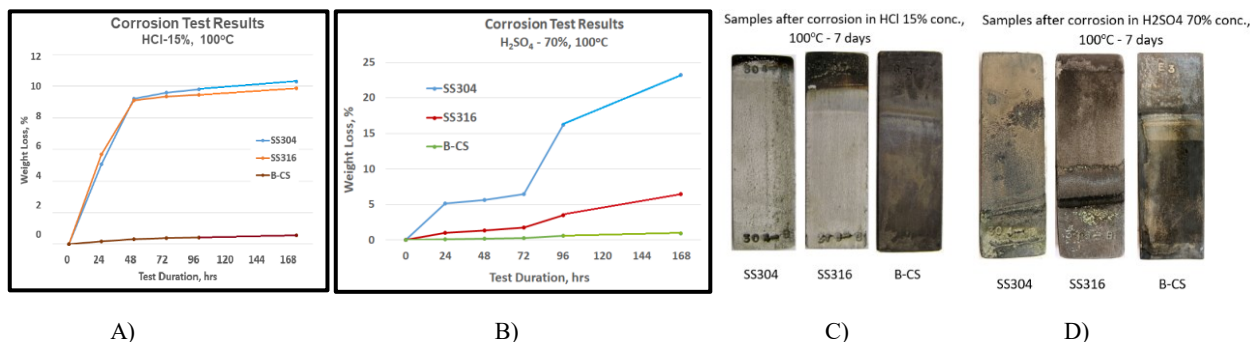 Corrosion Test Results
HCl-15%, 100°C
Weight Loss, %
12
10
8
6
4
2
0
SS304
SS316
B-CS
0 24 48 72 96 120 144 168
Test Duration, hrs
Corrosion Test Results
H₂SO₄ - 70%, 100°C
Weight Loss, %
25
20
15
10
5
0
SS304
SS316
B-CS
0 24 48 72 96 120 144 168
Test Duration, hrs
Samples after corrosion in HCl 15% conc.,
100°C - 7 days
SS304 SS316 B-CS
Samples after corrosion in H2SO4 70% conc.,
100°C - 7 days
E3
SS304 SS316 B-CS
A) B) C) D)